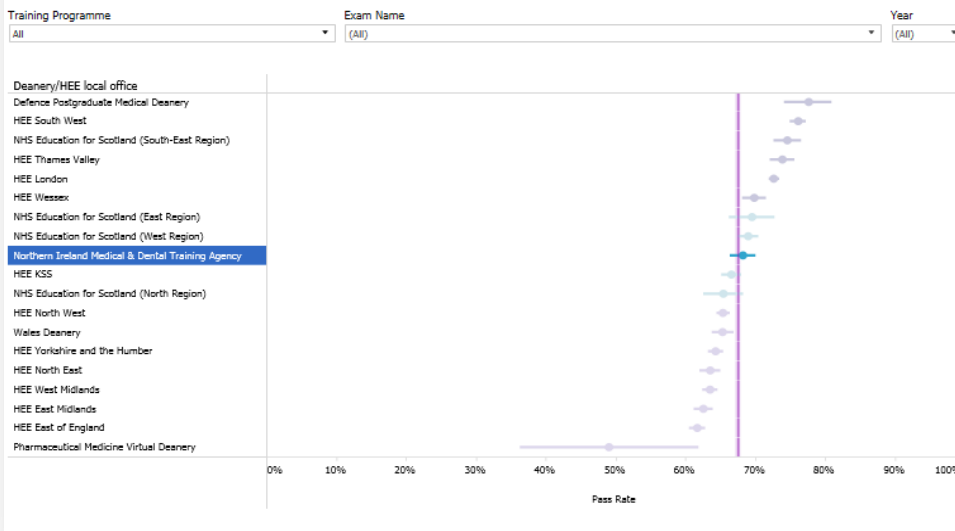 Training Programme Exam Name Year
All (All) (All)
Deanery/HEE local office
Defence Postgraduate Medical Deanery
HEE South West
NHS Education for Scotland (South-East Region)
HEE Thames Valley
HEE London
HEE Wessex
NHS Education for Scotland (East Region)
NHS Education for Scotland (West Region)
Northern Ireland Medical & Dental Training Agency
HEE KSS
NHS Education for Scotland (North Region)
HEE North West
Wales Deanery
HEE Yorkshire and the Humber
HEE North East
HEE West Midlands
HEE East Midlands
HEE East of England
Pharmaceutical Medicine Virtual Deanery
0% 10% 20% 30% 40% 50% 60% 70% 80% 90% 100%
Pass Rate